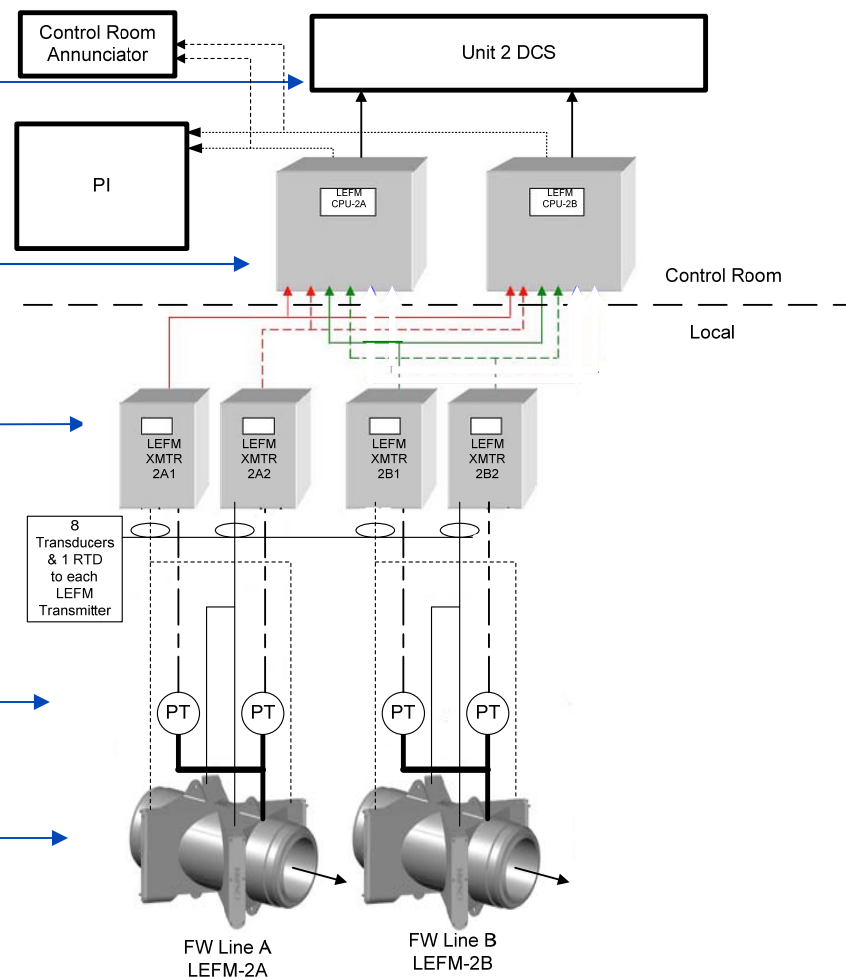 Control Room
Annunciator
Unit 2 DCS
PI
LEFM
CPU-2A
LEFM
CPU-2B
Control Room
Local
LEFM
XMTR
2A1
LEFM
XMTR
2A2
LEFM
XMTR
2B1
LEFM
XMTR
2B2
8
Transducers
& 1 RTD
to each
LEFM
Transmitter
PT
PT
PT
PT
FW Line A
LEFM-2A
FW Line B
LEFM-2B